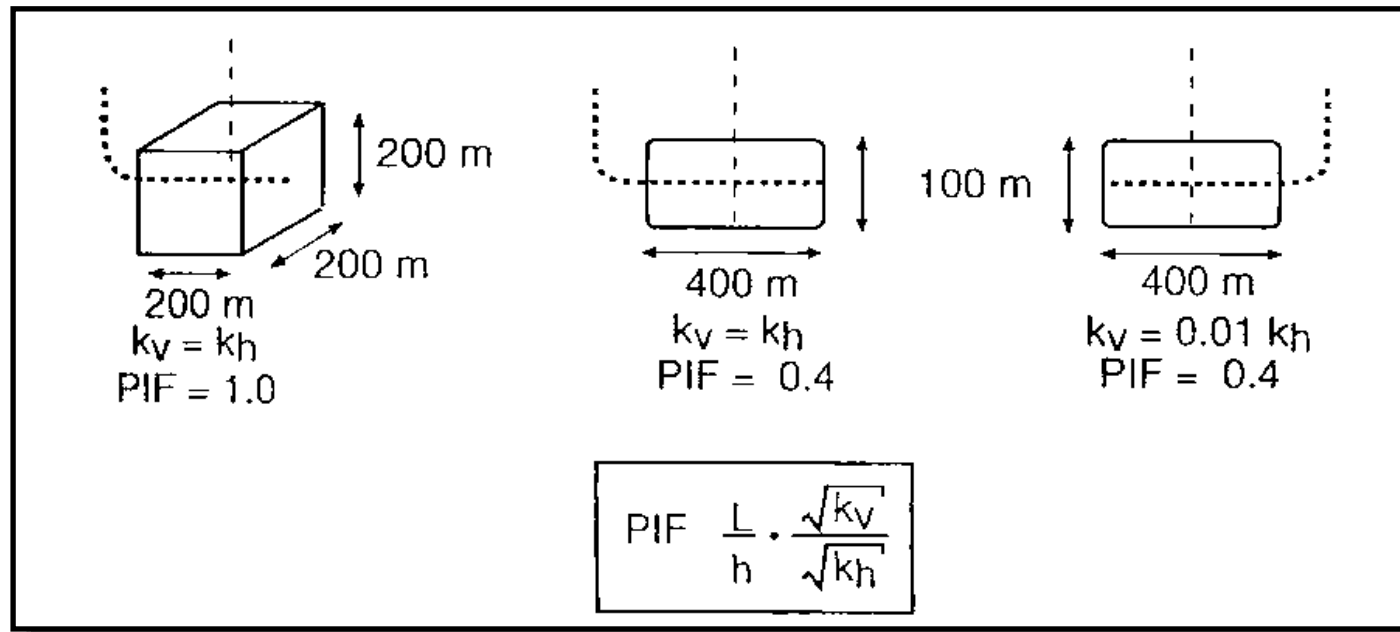 200 m
200 m
200 m
kv = kh
PIF = 1.0
400 m
kv = kh
PIF = 0.4
100 m
400 m
kv = 0.01 kh
PIF = 0.4
PIF L/h · √kv/√kh